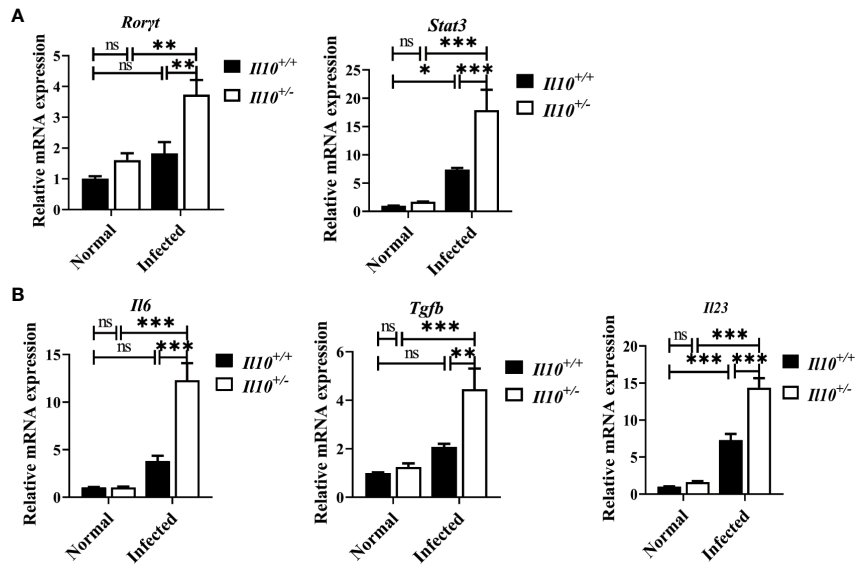 A
Rorγt
ns
**
ns
**
Relative mRNA expression
5
4
3
2
1
0
Normal
Infected
Il10+/+
Il10+/-
Stat3
ns
***
*
***
Relative mRNA expression
25
20
15
10
5
0
Normal
Infected
Il10+/+
Il10+/-
B
Il6
ns
***
ns
***
Relative mRNA expression
15
10
5
0
Normal
Infected
Il10+/+
Il10+/-
Tgfb
ns
***
ns
**
Relative mRNA expression
6
4
2
0
Normal
Infected
Il10+/+
Il10+/-
Il23
ns
***
***
***
Relative mRNA expression
20
15
10
5
0
Normal
Infected
Il10+/+
Il10+/-